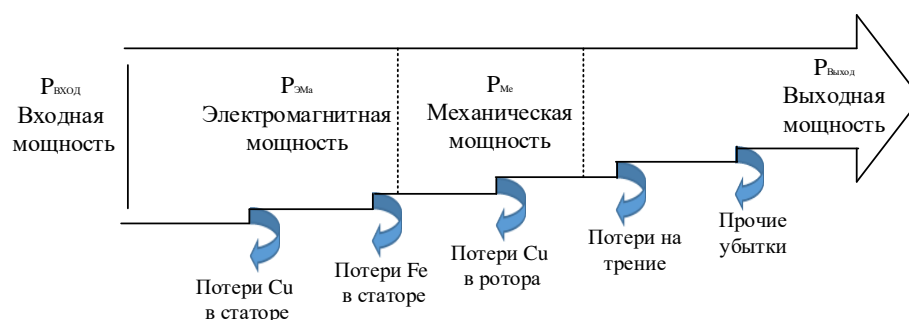 Pвход
Входная
мощность
PЭМа
Электромагнитная
мощность
PМе
Механическая
мощность
PВыход
Выходная
мощность
Потери Cu
в статоре
Потери Fe
в статоре
Потери Cu
в ротора
Потери на
трение
Прочие
убытки